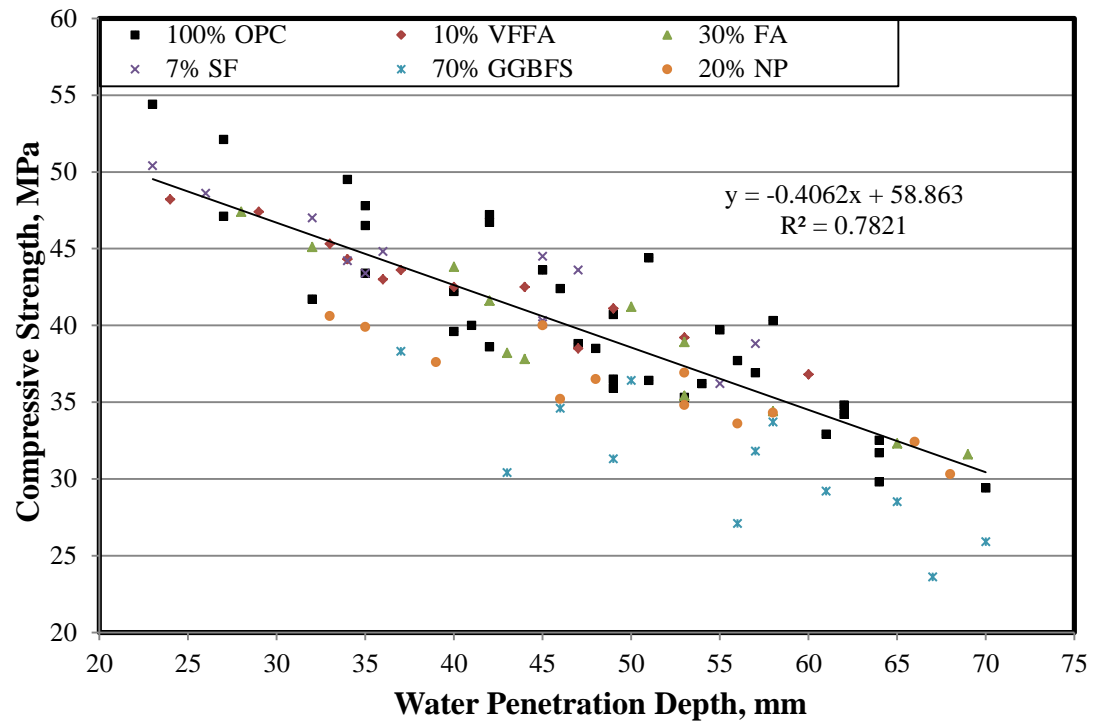 100% OPC 10% VFFA 30% FA
7% SF 70% GGBFS 20% NP
y = -0.4062x + 58.863
R² = 0.7821
Compressive Strength, MPa
60
55
50
45
40
35
30
25
20
20 25 30 35 40 45 50 55 60 65 70 75
Water Penetration Depth, mm